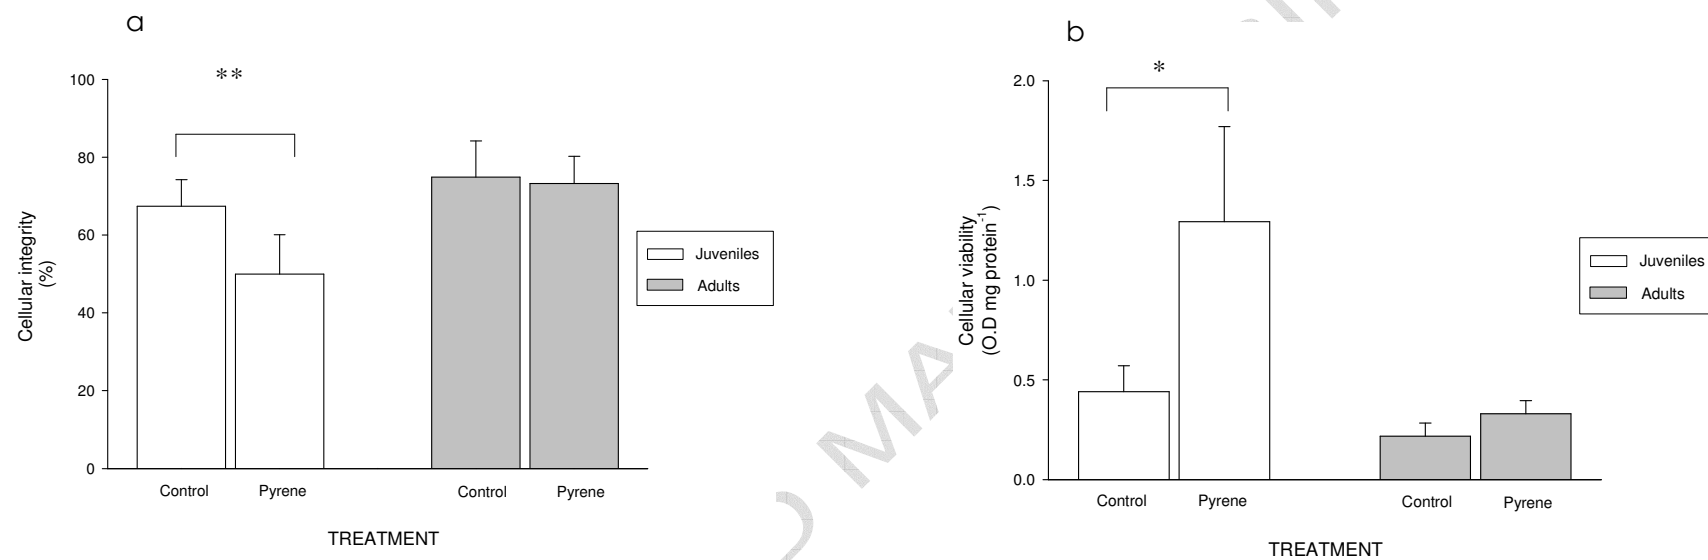 a
**
100
80
60
40
20
0
Cellular integrity
(%)
Control Pyrene Control Pyrene
TREATMENT
Juveniles
Adults
b
*
2.0
1.5
1.0
0.5
0.0
Cellular viability
(O.D mg protein-1)
Control Pyrene Control Pyrene
TREATMENT
Juveniles
Adults